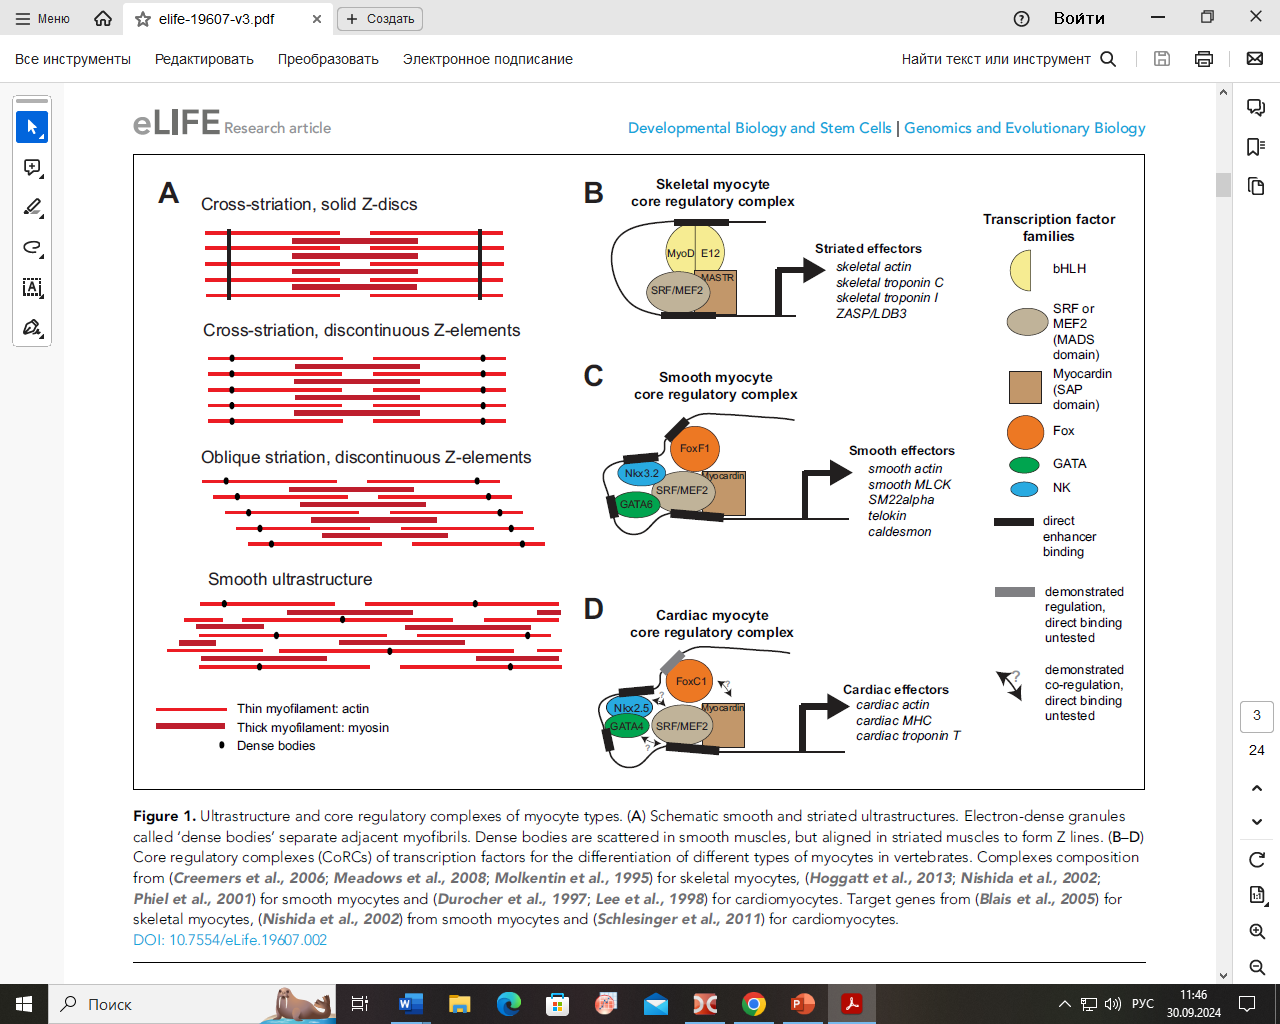 Меню
elife-19607-v3.pdf
Создать
Войти
Все инструменты
Редактировать
Преобразовать
Электронное подписание
Найти текст или инструмент
eLIFE Research article
Developmental Biology and Stem Cells | Genomics and Evolutionary Biology
A
Cross-striation, solid Z-discs
Cross-striation, discontinuous Z-elements
Oblique striation, discontinuous Z-elements
Smooth ultrastructure
Thin myofilament: actin
Thick myofilament: myosin
Dense bodies
B
Skeletal myocyte
core regulatory complex
MyoD
E12
MASTR
SRF/MEF2
Striated effectors
skeletal actin
skeletal troponin C
skeletal troponin I
ZASP/LDB3
C
Smooth myocyte
core regulatory complex
FoxF1
Nkx3.2
Myocardin
SRF/MEF2
GATA6
Smooth effectors
smooth actin
smooth MLCK
SM22alpha
telokin
caldesmon
D
Cardiac myocyte
core regulatory complex
FoxC1
?
?
Nkx2.5
Myocardin
GATA4
SRF/MEF2
?
Cardiac effectors
cardiac actin
cardiac MHC
cardiac troponin T
Transcription factor
families
bHLH
SRF or
MEF2
(MADS
domain)
Myocardin
(SAP
domain)
Fox
GATA
NK
direct
enhancer
binding
demonstrated
regulation,
direct binding
untested
?
demonstrated
co-regulation,
direct binding
untested
Figure 1. Ultrastructure and core regulatory complexes of myocyte types. (A) Schematic smooth and striated ultrastructures. Electron-dense granules
called ‘dense bodies’ separate adjacent myofibrils. Dense bodies are scattered in smooth muscles, but aligned in striated muscles to form Z lines. (B–D)
Core regulatory complexes (CoRCs) of transcription factors for the differentiation of different types of myocytes in vertebrates. Complexes composition
from (Creemers et al., 2006; Meadows et al., 2008; Molkentin et al., 1995) for skeletal myocytes, (Hoggatt et al., 2013; Nishida et al., 2002;
Phiel et al., 2001) for smooth myocytes and (Durocher et al., 1997; Lee et al., 1998) for cardiomyocytes. Target genes from (Blais et al., 2005) for
skeletal myocytes, (Nishida et al., 2002) from smooth myocytes and (Schlesinger et al., 2011) for cardiomyocytes.
DOI: 10.7554/eLife.19607.002
3
24
1:1
Поиск
РУС
11:46
30.09.2024